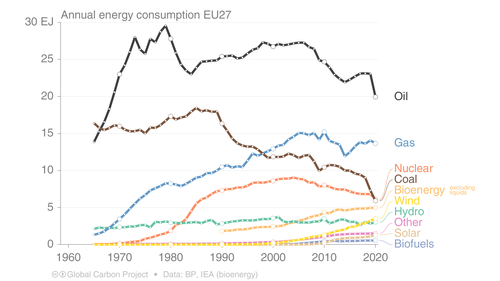 Annual energy consumption EU27
30 EJ
25
20
15
10
5
0
1960
1970
1980
1990
2000
2010
2020
Oil
Gas
Nuclear
Coal
Bioenergy excluding liquids
Wind
Hydro
Other
Solar
Biofuels
Global Carbon Project • Data: BP, IEA (bioenergy)